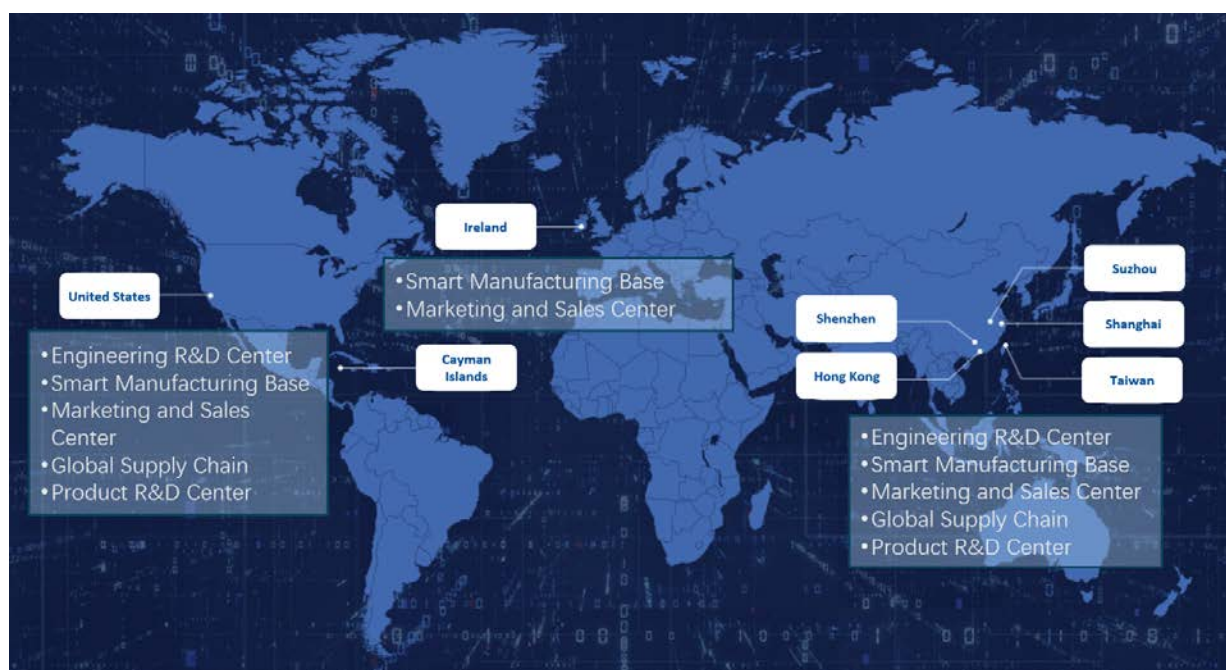 Ireland
• Smart Manufacturing Base
• Marketing and Sales Center
United States
• Engineering R&D Center
• Smart Manufacturing Base
• Marketing and Sales
Center
• Global Supply Chain
• Product R&D Center
Cayman
Islands
Suzhou
Shenzhen
Shanghai
Hong Kong
Taiwan
• Engineering R&D Center
• Smart Manufacturing Base
• Marketing and Sales Center
• Global Supply Chain
• Product R&D Center